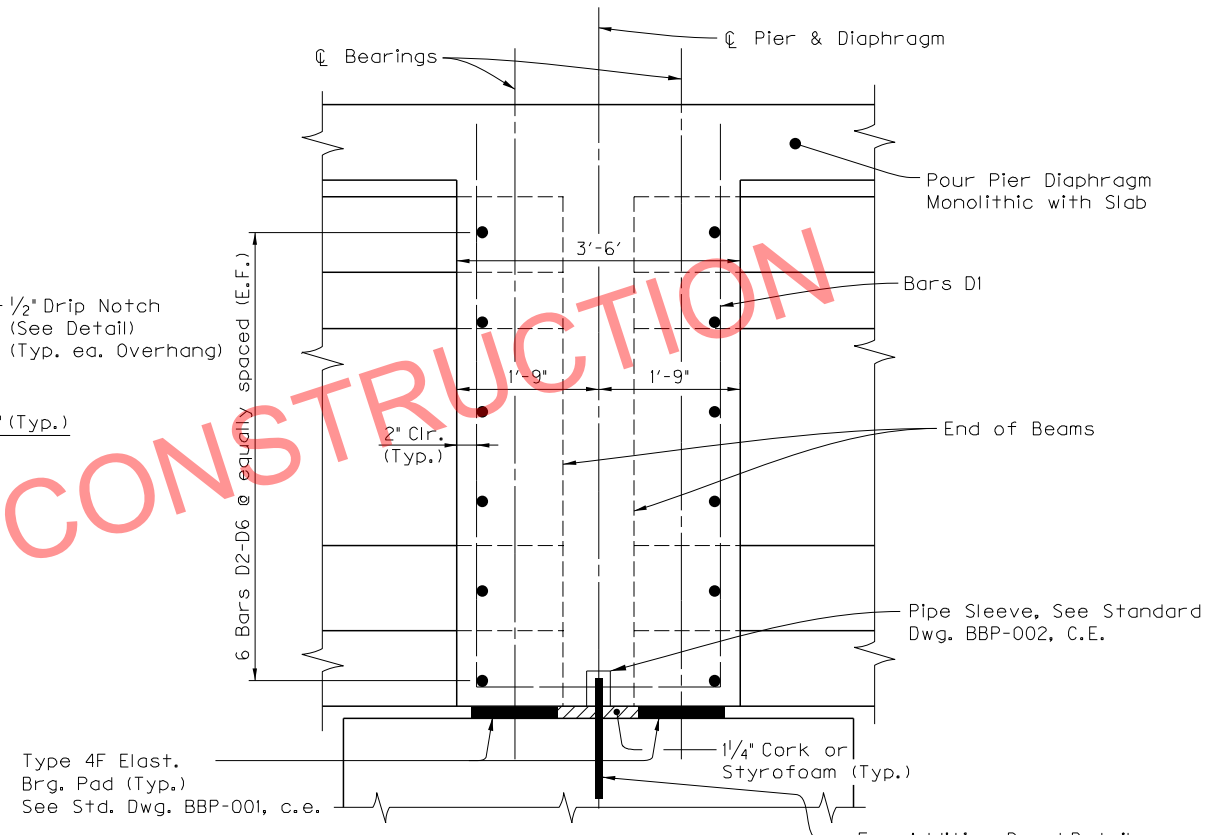 ℄ Pier & Diaphragm
℄ Bearings
Pour Pier Diaphragm
Monolithic with Slab
3'-6'
Bars D1
1/2" Drip Notch
(See Detail)
(Typ. ea. Overhang)
6 Bars D2-D6 @ equally spaced (E.F.)
1'-9"
1'-9"
" (Typ.)
2" Clr.
(Typ.)
End of Beams
CONSTRUCTION
Pipe Sleeve, See Standard
Dwg. BBP-002, C.E.
1 1/4" Cork or
Styrofoam (Typ.)
Type 4F Elast.
Brg. Pad (Typ.)
See Std. Dwg. BBP-001, c.e.